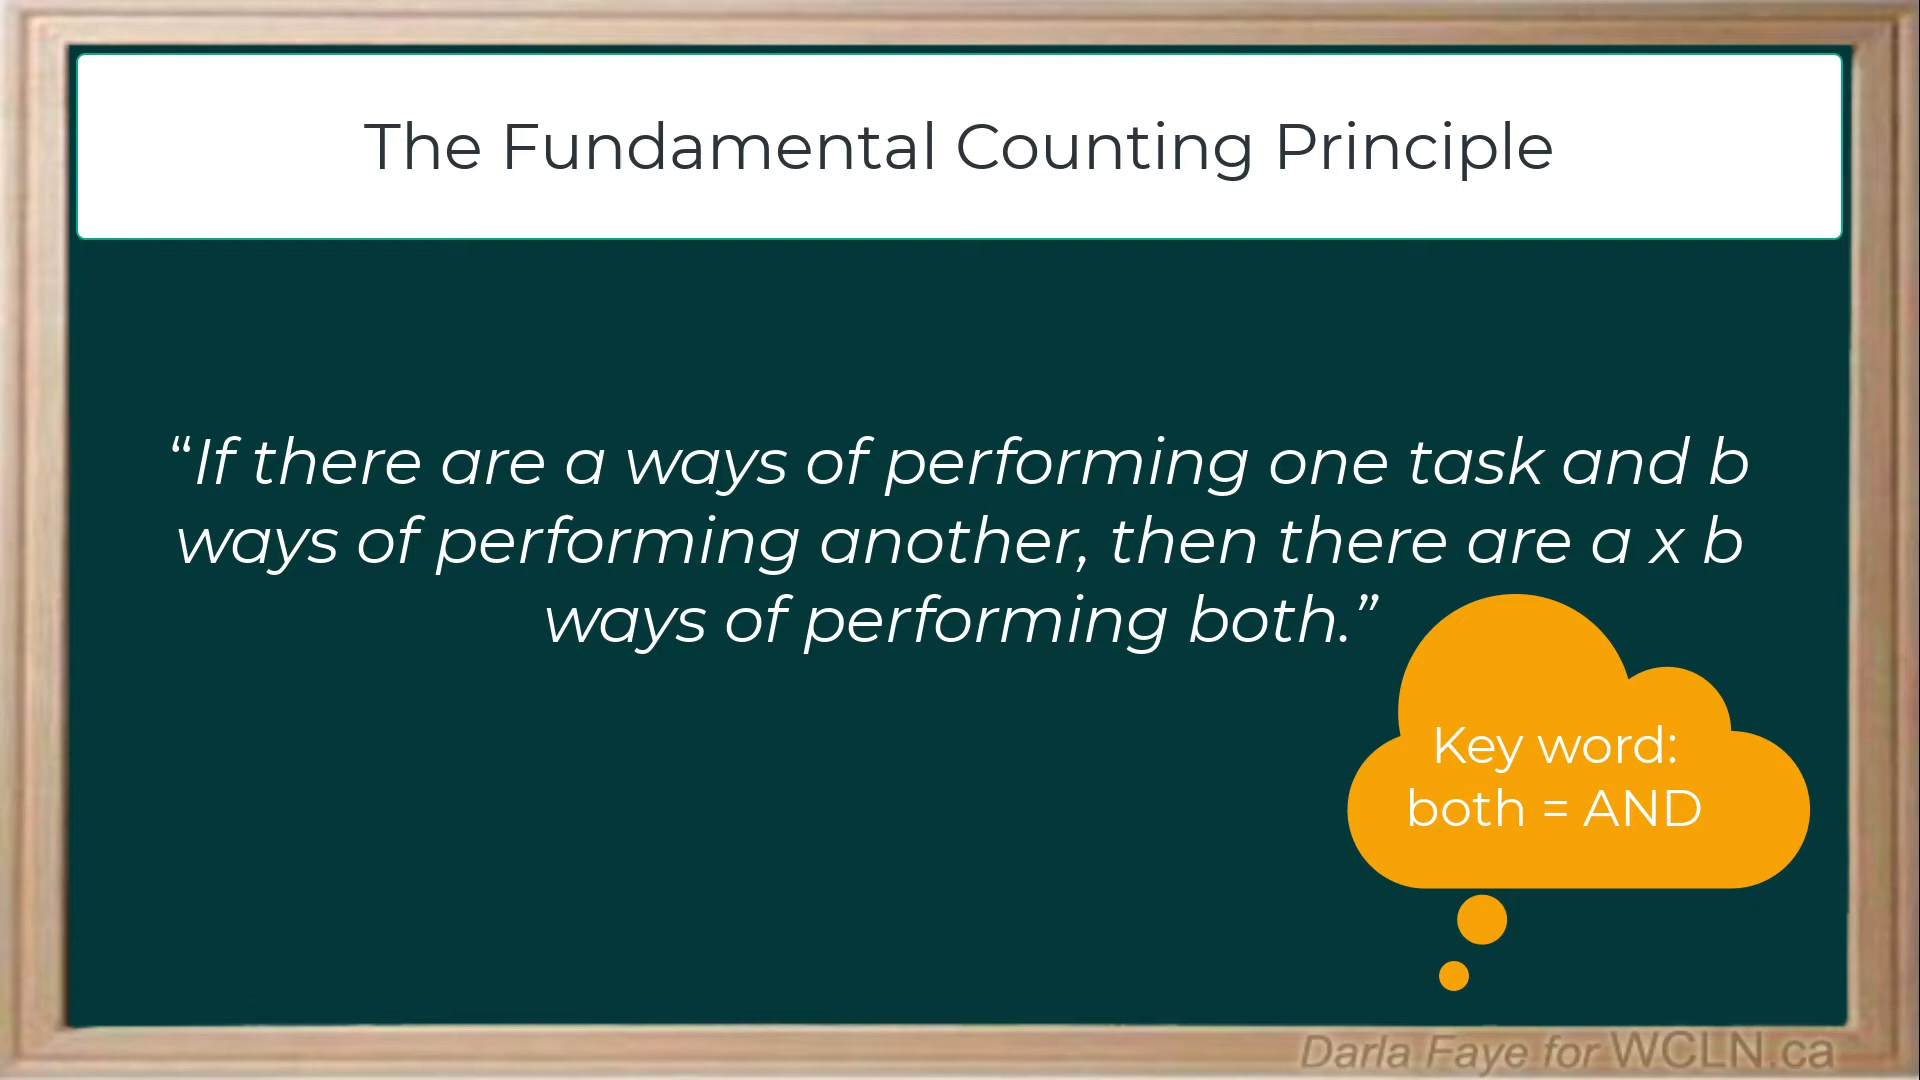 The Fundamental Counting Principle
“If there are a ways of performing one task and b
ways of performing another, then there are a x b
ways of performing both.”
Key word:
both = AND
Darla Faye for WCLN.ca